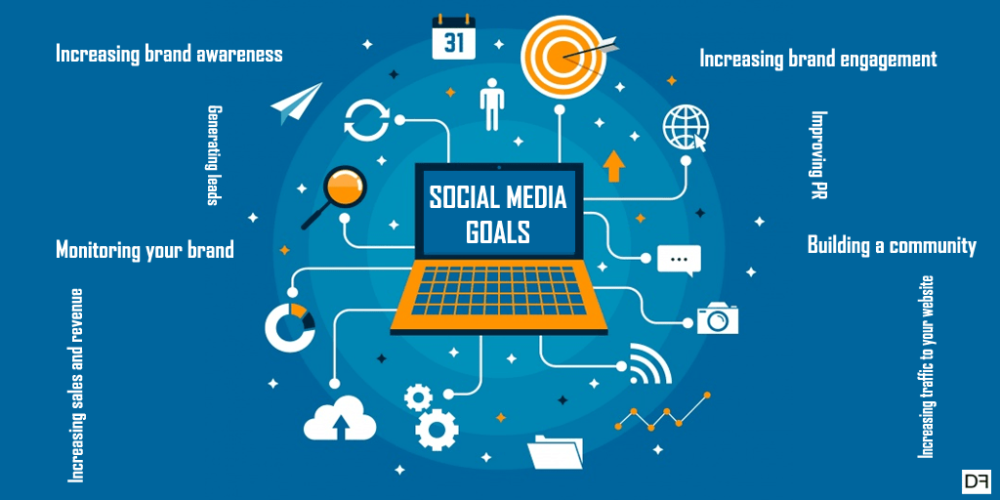 Increasing brand awareness
Increasing brand engagement
31
Generating leads
Improving PR
SOCIAL MEDIA
GOALS
Monitoring your brand
Building a community
Increasing sales and revenue
Increasing traffic to your website
DF